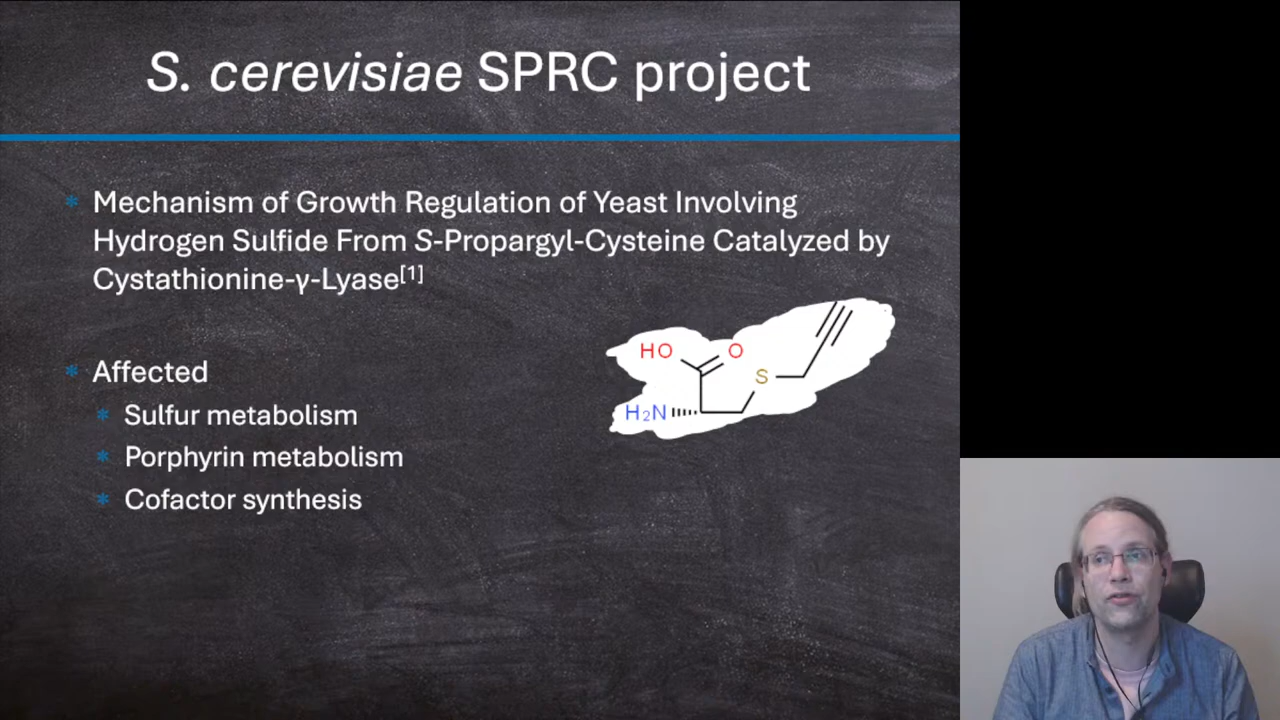 S. cerevisiae SPRC project
* Mechanism of Growth Regulation of Yeast Involving
Hydrogen Sulfide From S-Propargyl-Cysteine Catalyzed by
Cystathionine-γ-Lyase[1]
* Affected
* Sulfur metabolism
* Porphyrin metabolism
* Cofactor synthesis
HO
O
S
H₂N